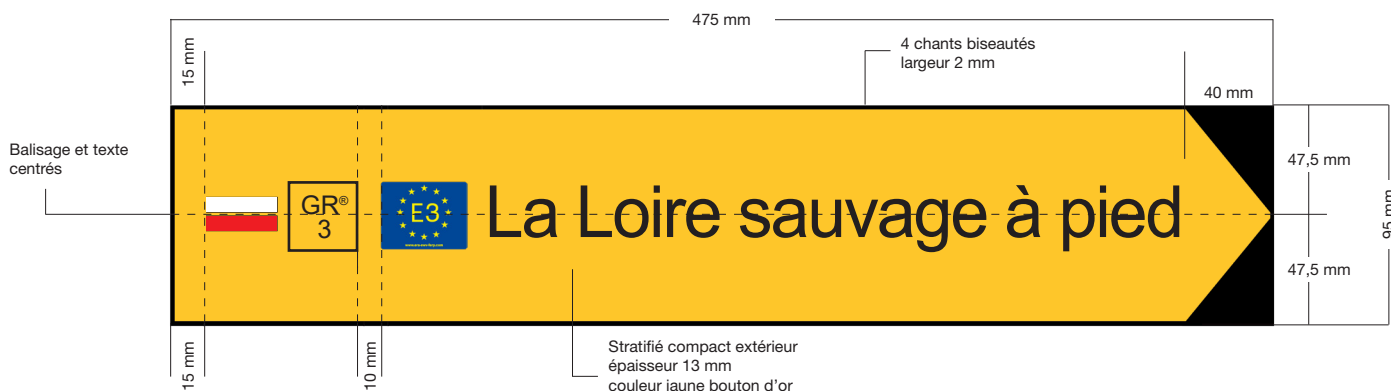 475 mm
15 mm
4 chants biseautés
largeur 2 mm
40 mm
Balisage et texte
centrés
47,5 mm
GR®
3
E3
La Loire sauvage à pied
95 mm
47,5 mm
15 mm
10 mm
Stratifié compact extérieur
épaisseur 13 mm
couleur jaune bouton d'or